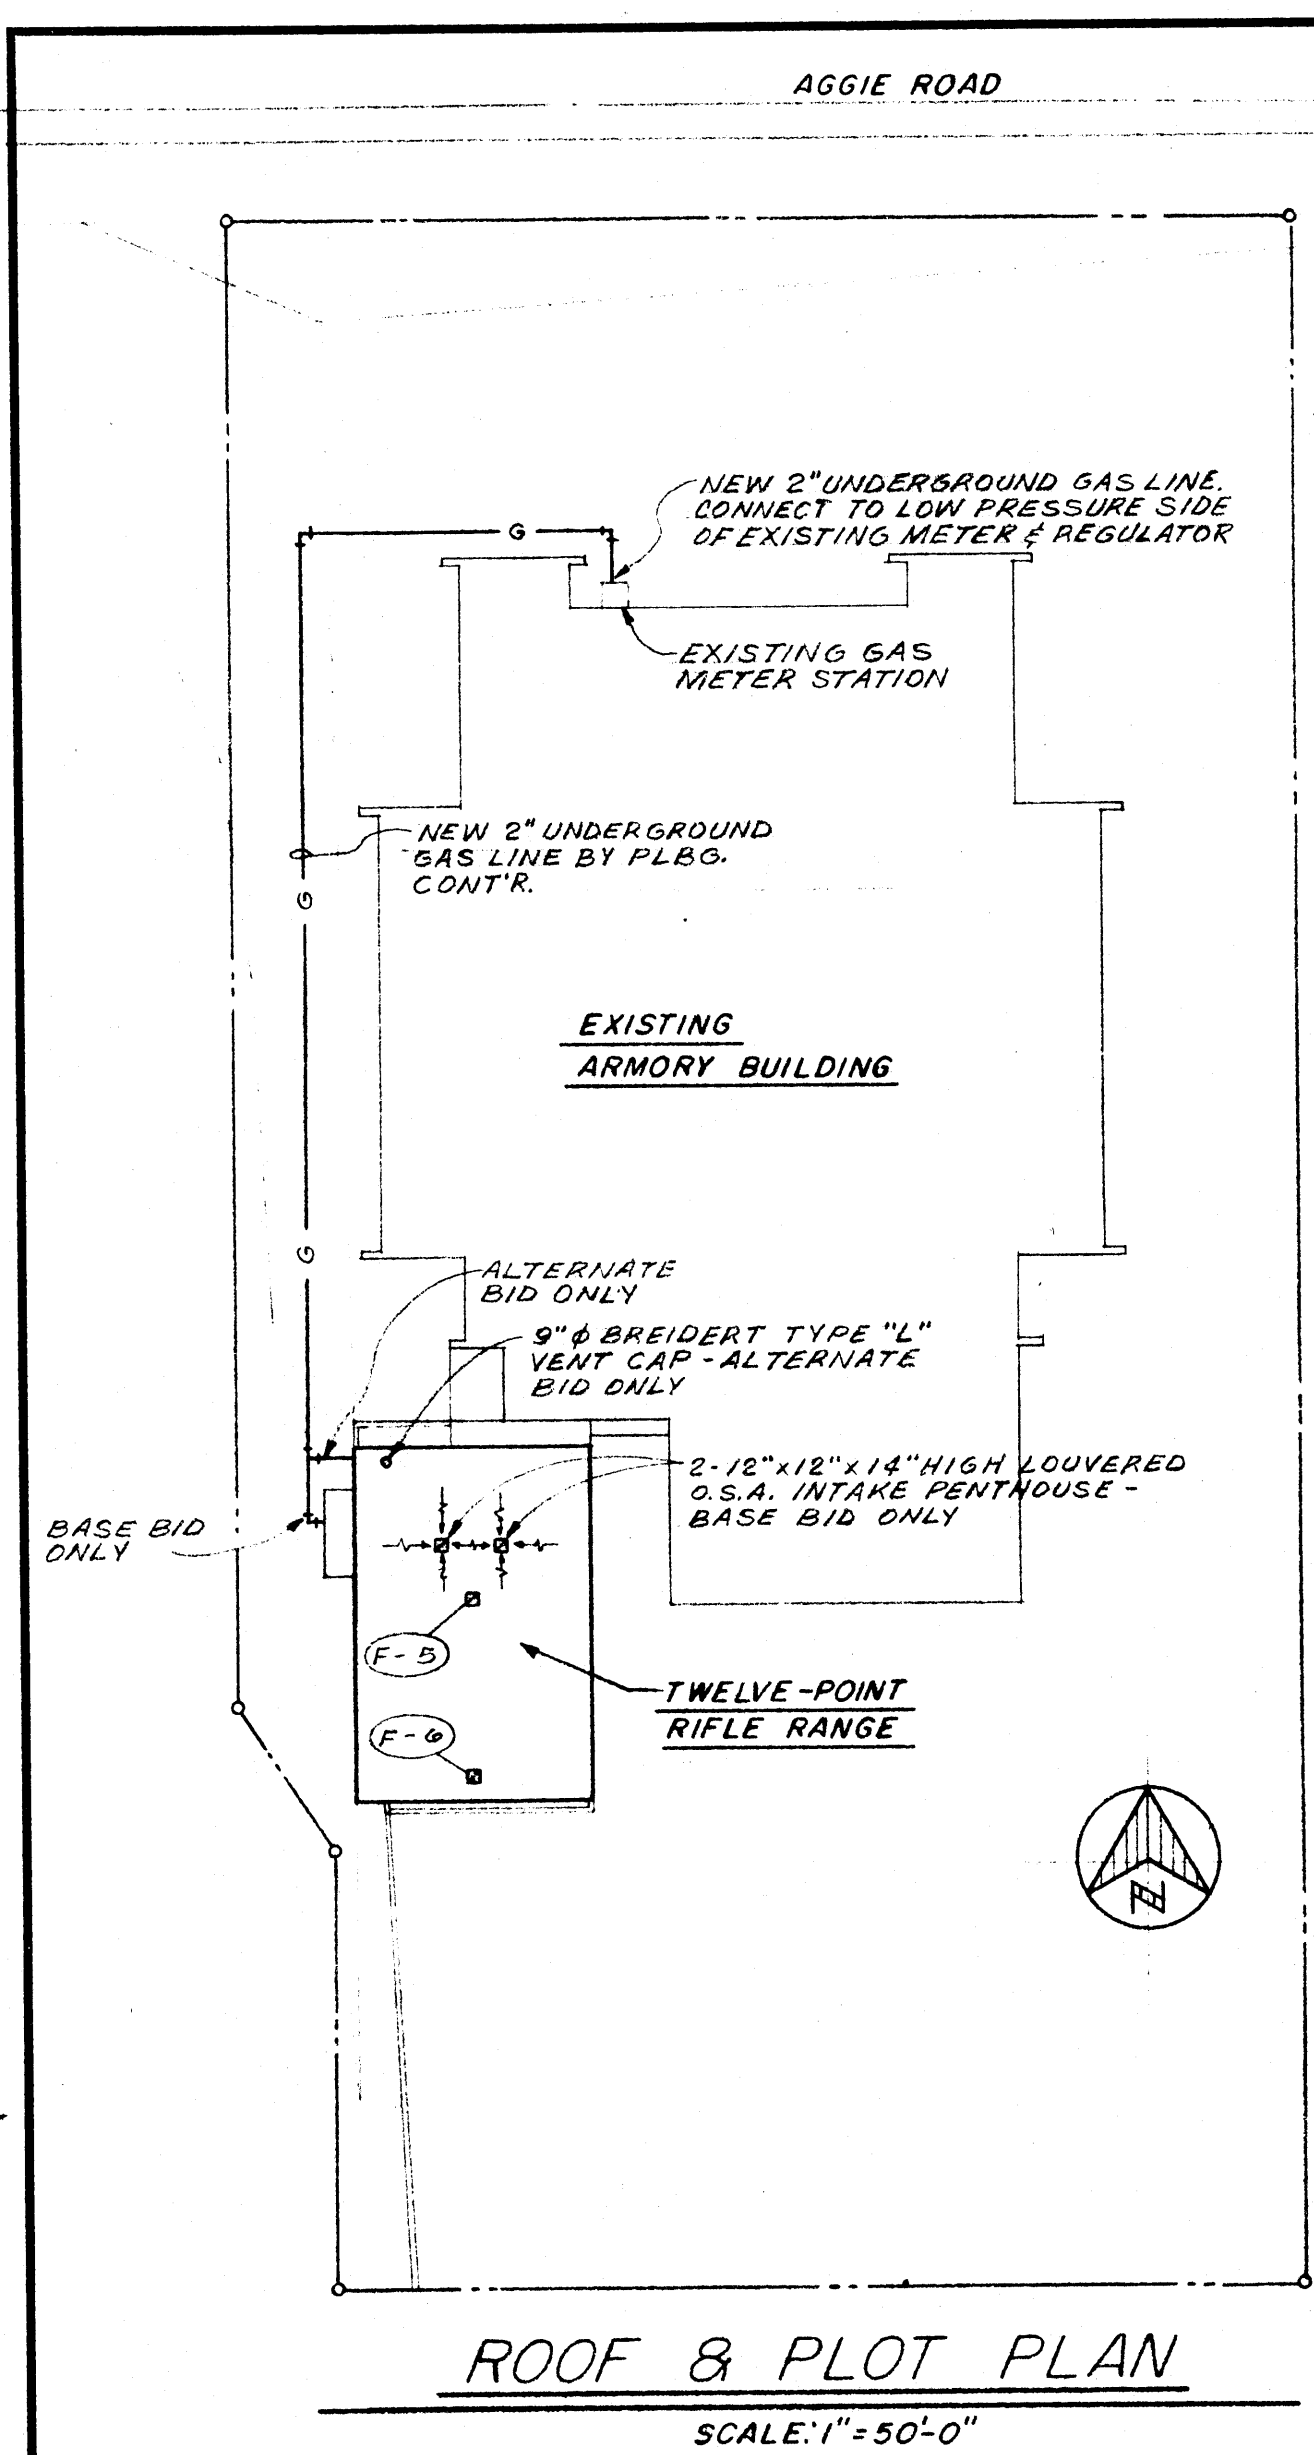 AGGIE ROAD
NEW 2" UNDERGROUND GAS LINE.
CONNECT TO LOW PRESSURE SIDE
OF EXISTING METER & REGULATOR
G
EXISTING GAS
METER STATION
NEW 2" UNDERGROUND
GAS LINE BY PLBG.
CONT'R.
G
EXISTING
ARMORY BUILDING
G
ALTERNATE
BID ONLY
9"φ BREIDERT TYPE "L"
VENT CAP - ALTERNATE
BID ONLY
2-12"x12"x14" HIGH LOUVERED
O.S.A. INTAKE PENTHOUSE -
BASE BID ONLY
BASE BID
ONLY
F-5
TWELVE-POINT
RIFLE RANGE
F-6
N
ROOF & PLOT PLAN
SCALE: 1"=50'-0"